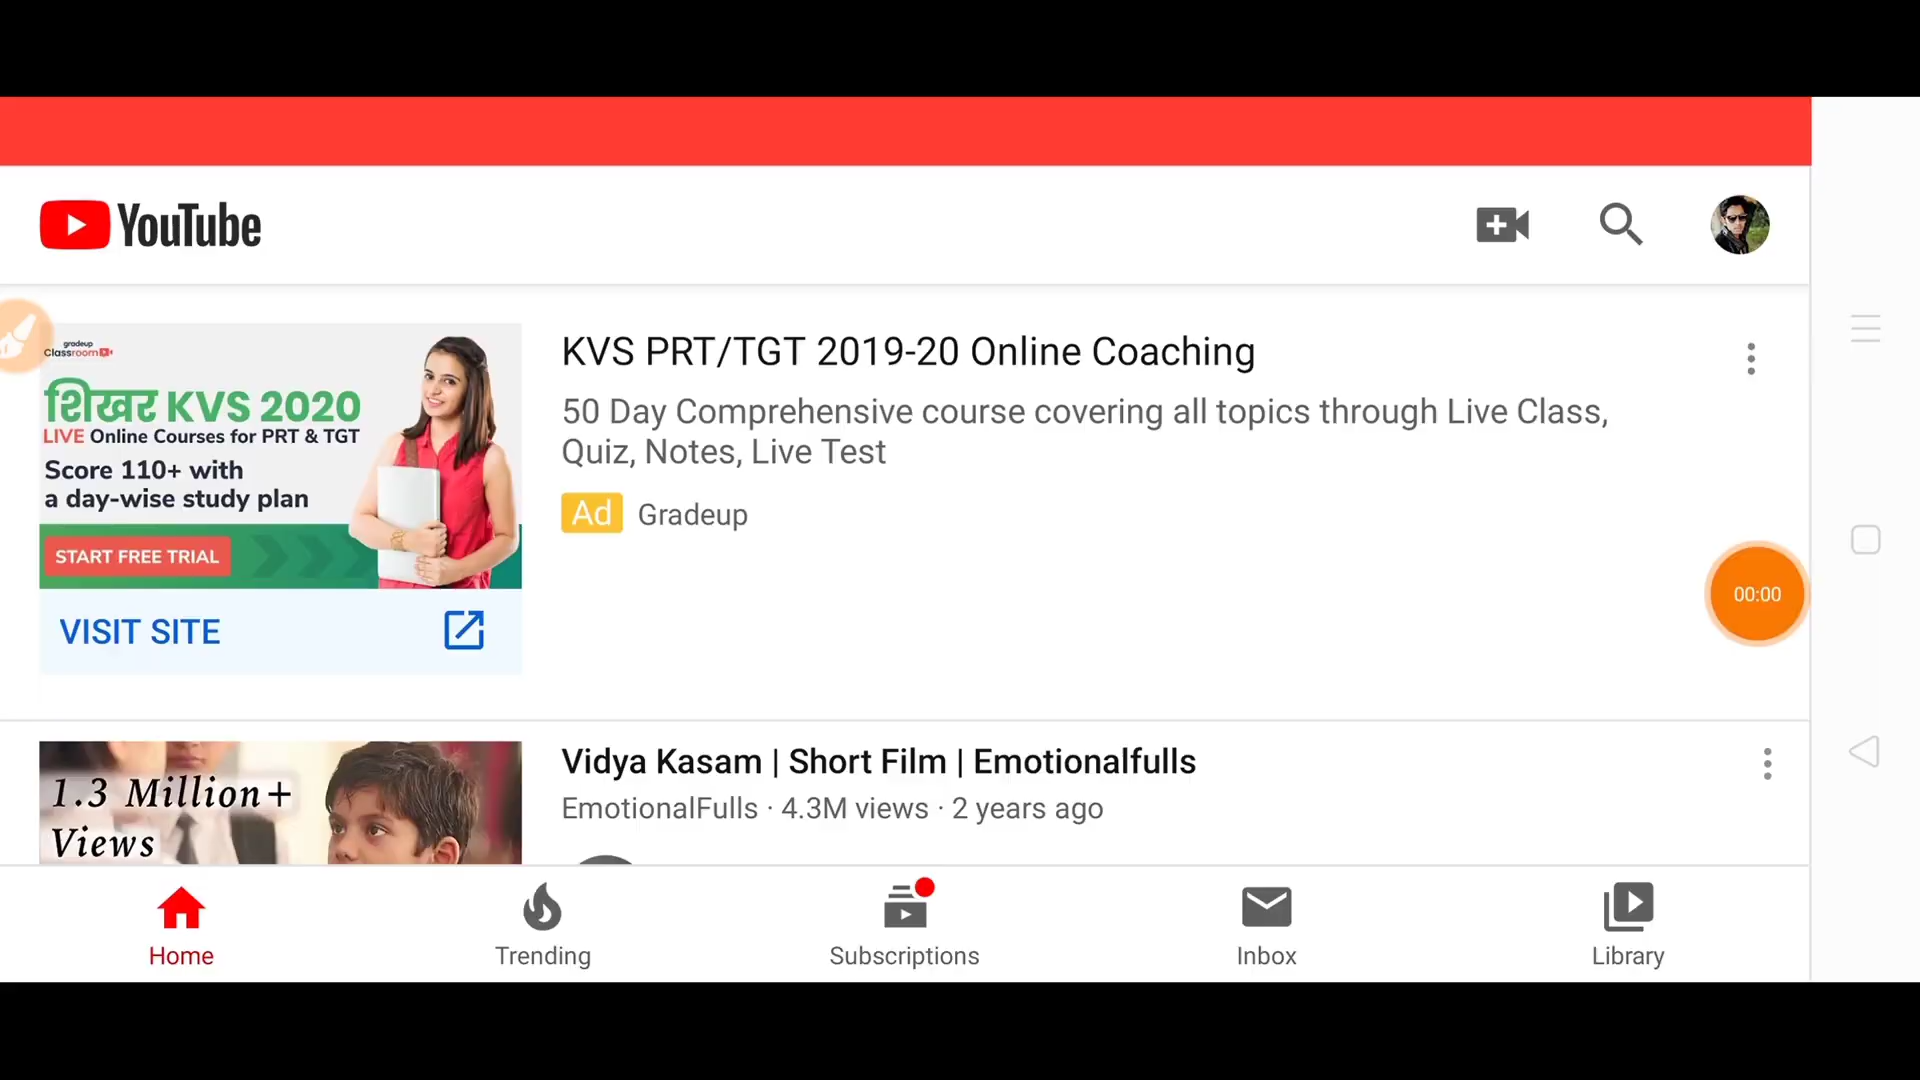 YouTube
gradeup
Classroom
शिखर KVS 2020
LIVE Online Courses for PRT & TGT
Score 110+ with
a day-wise study plan
START FREE TRIAL
VISIT SITE
KVS PRT/TGT 2019-20 Online Coaching
50 Day Comprehensive course covering all topics through Live Class,
Quiz, Notes, Live Test
Ad Gradeup
00:00
1.3 Million+
Views
Vidya Kasam | Short Film | Emotionalfulls
EmotionalFulls · 4.3M views · 2 years ago
Home Trending Subscriptions Inbox Library